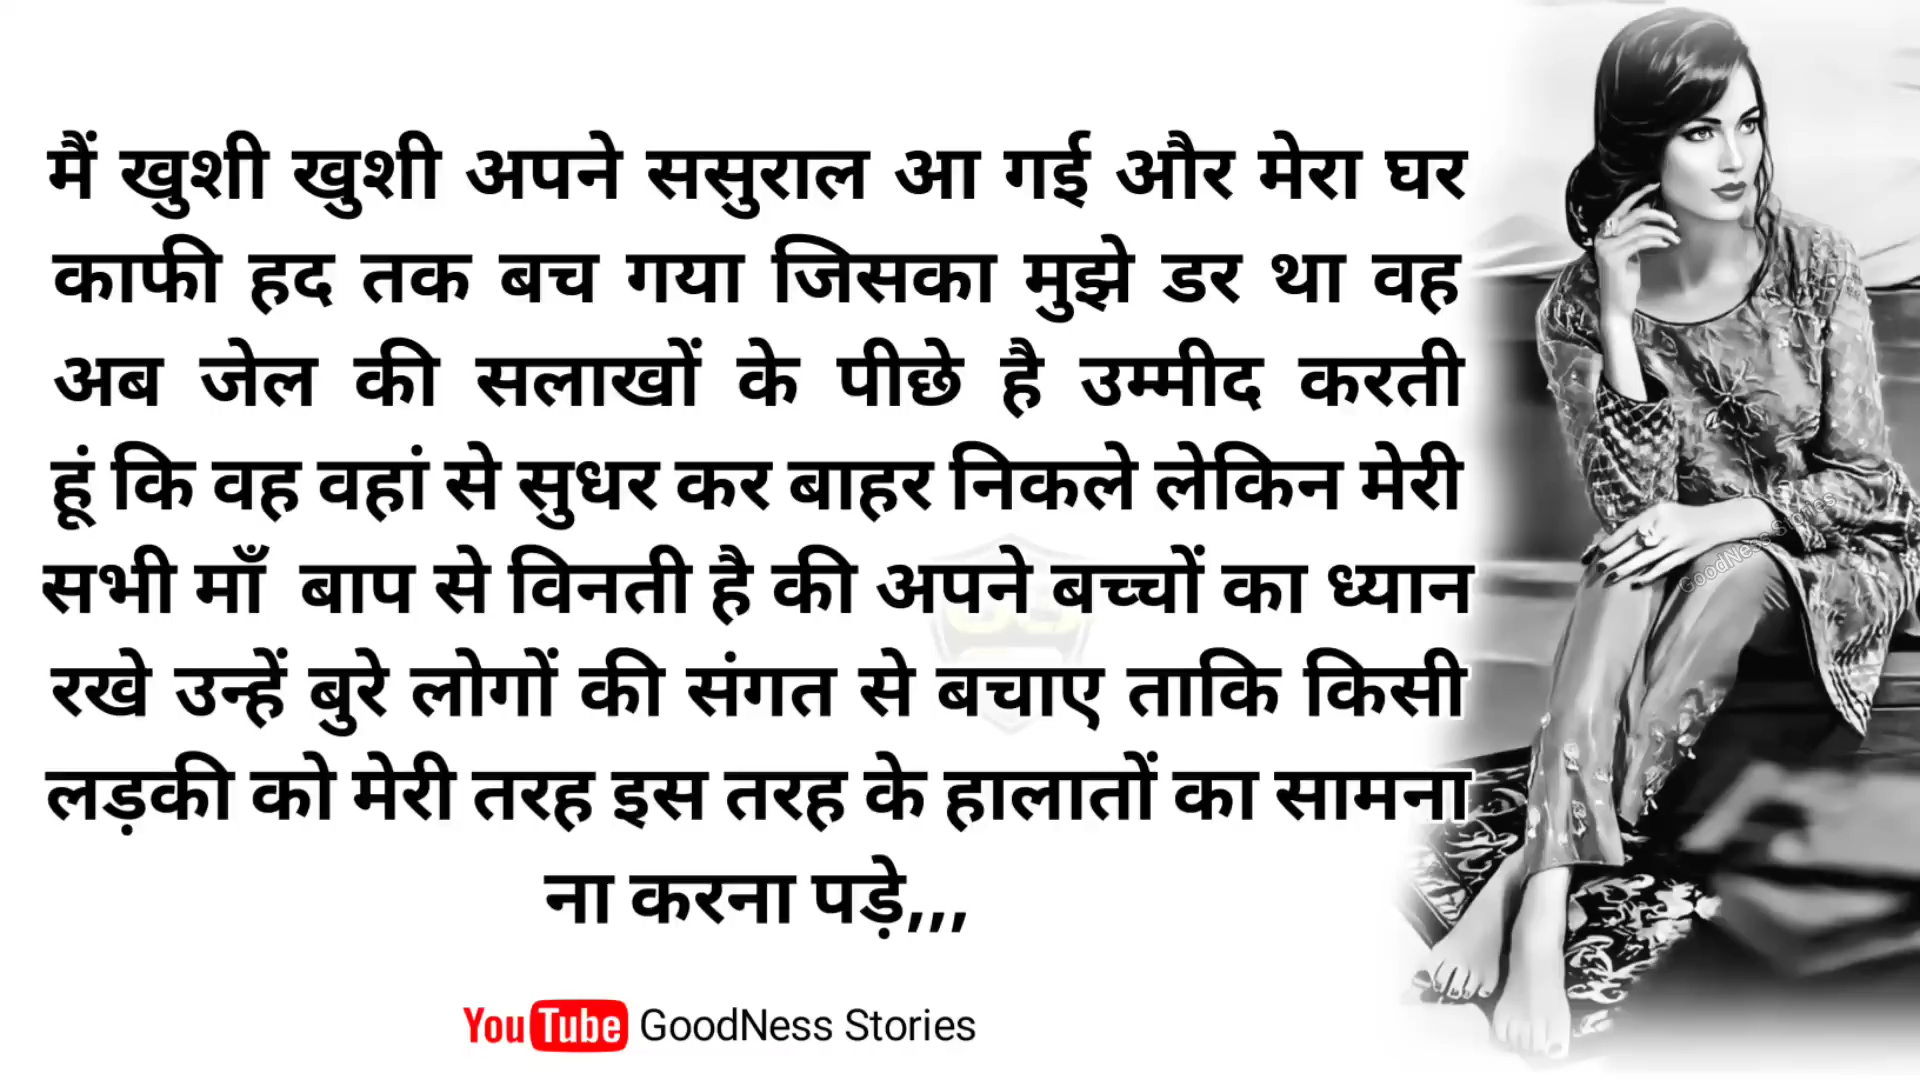 मैं खुशी खुशी अपने ससुराल आ गई और मेरा घर
काफी हद तक बच गया जिसका मुझे डर था वह
अब जेल की सलाखों के पीछे है उम्मीद करती
हूं कि वह वहां से सुधर कर बाहर निकले लेकिन मेरी
सभी माँ बाप से विनती है की अपने बच्चों का ध्यान
रखे उन्हें बुरे लोगों की संगत से बचाए ताकि किसी
लड़की को मेरी तरह इस तरह के हालातों का सामना
ना करना पड़े,,,
YouTube GoodNess Stories
GoodNess Stories